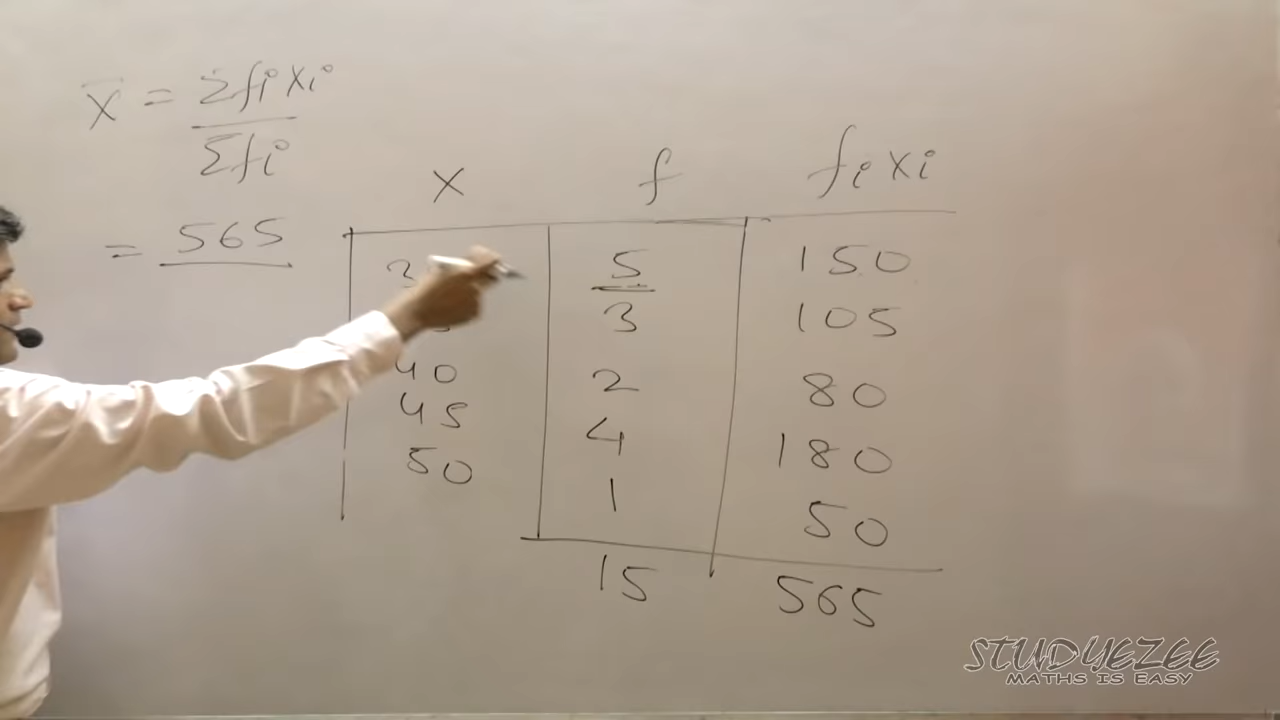 x̄ = Σfixi
Σfi
= 565
x f fixi
5 150
3 105
40 2 80
45 4 180
50 1 50
15 565
STUDYEZEE
MATHS IS EASY